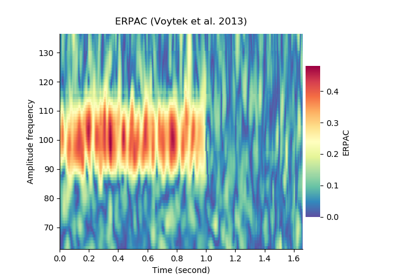 ERPAC (Voytek et al. 2013)
Amplitude frequency
130
120
110
100
90
80
70
0.0 0.2 0.4 0.6 0.8 1.0 1.2 1.4 1.6
Time (second)
0.4
0.3
0.2
0.1
0.0
ERPAC